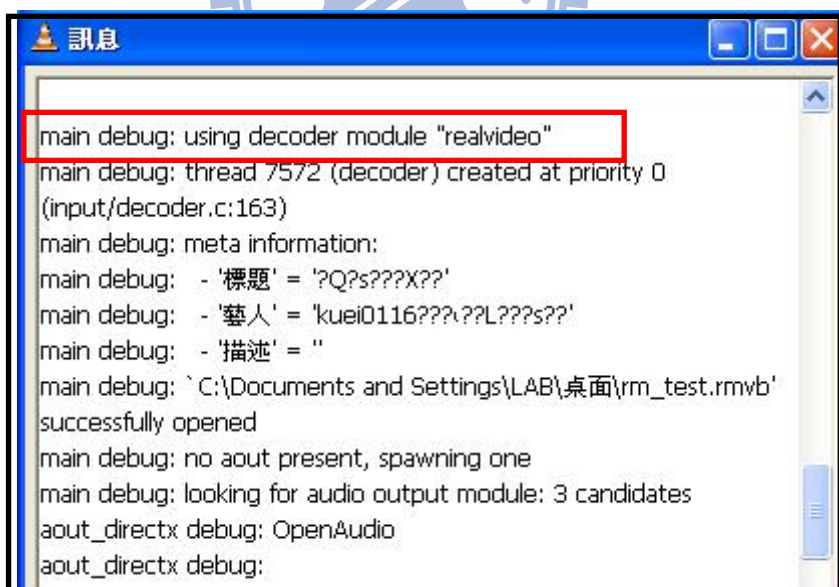 訊息
main debug: using decoder module "realvideo"
main debug: thread 7572 (decoder) created at priority 0
(input/decoder.c:163)
main debug: meta information:
main debug:   - '標題' = '?Q?s???X??'
main debug:   - '藝人' = 'kuei0116???‹??L???s??'
main debug:   - '描述' = ''
main debug: `C:\Documents and Settings\LAB\桌面\rm_test.rmvb'
successfully opened
main debug: no aout present, spawning one
main debug: looking for audio output module: 3 candidates
aout_directx debug: OpenAudio
aout_directx debug: